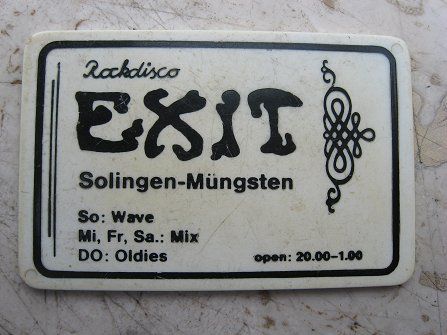 Rockdisco
EXIT
Solingen-Müngsten
So: Wave
Mi, Fr, Sa.: Mix
DO: Oldies
open: 20.00-1.00